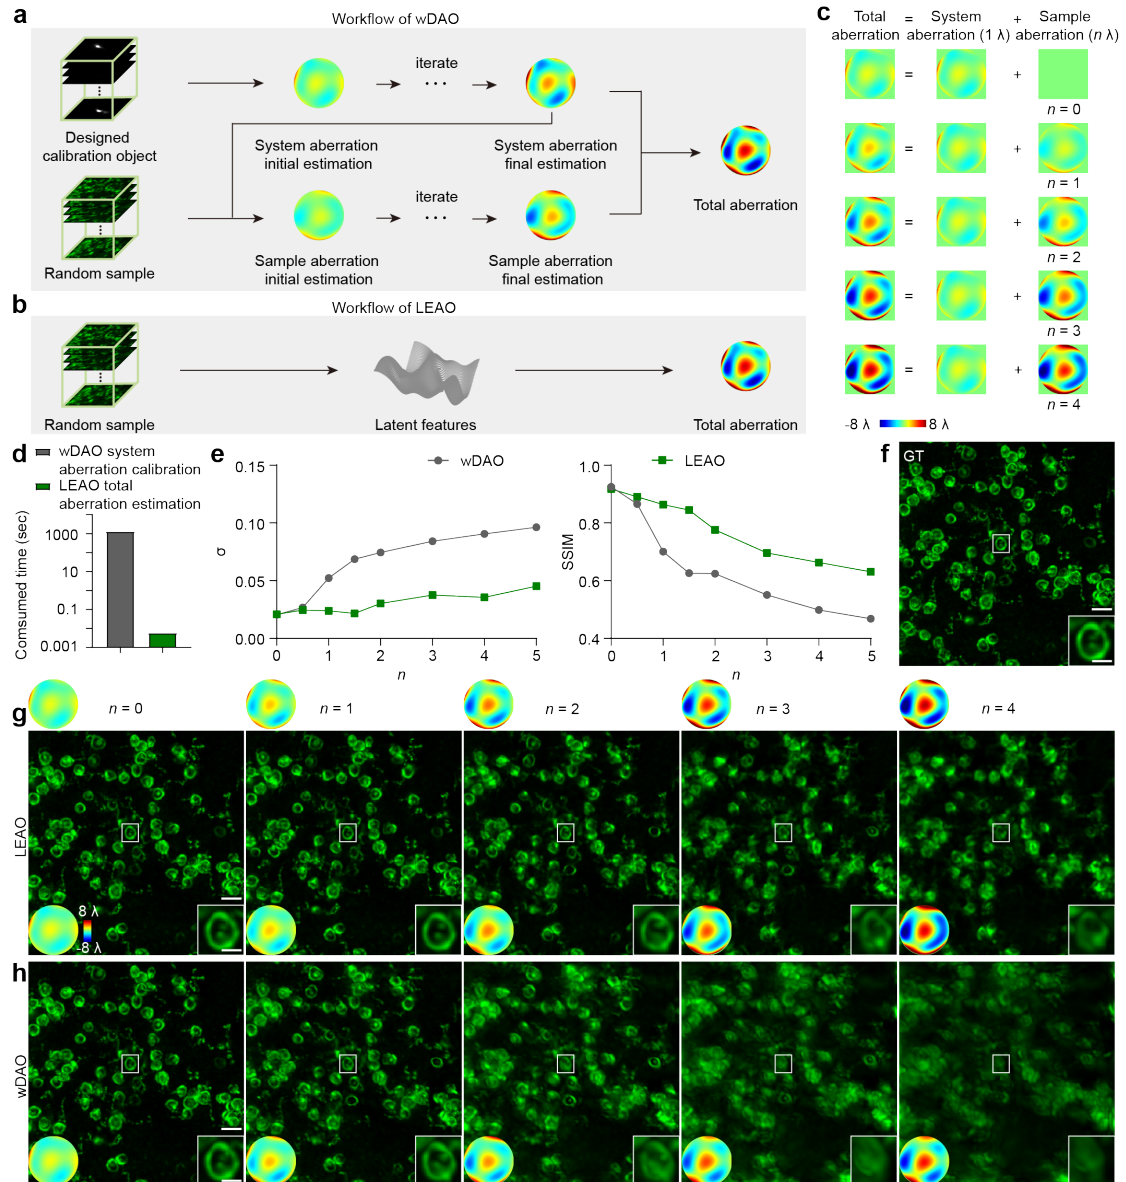 a
Workflow of wDAO
Designed
calibration object
iterate
...
System aberration
initial estimation
System aberration
final estimation
Random sample
iterate
...
Sample aberration
initial estimation
Sample aberration
final estimation
Total aberration
b
Workflow of LEAO
Random sample
Latent features
Total aberration
c
Total aberration = System aberration (1 λ) + Sample aberration (n λ)
= +
n = 0
= +
n = 1
= +
n = 2
= +
n = 3
= +
n = 4
-8 λ 8 λ
d
wDAO system
aberration calibration
LEAO total
aberration estimation
Comsumed time (sec)
1000
10
0.1
0.001
e
wDAO
σ
0.15
0.10
0.05
0.00
0 1 2 3 4 5
n
LEAO
SSIM
1.0
0.8
0.6
0.4
0 1 2 3 4 5
f
GT
g
n = 0
n = 1
n = 2
n = 3
n = 4
LEAO
8 λ
-8 λ
h
wDAO